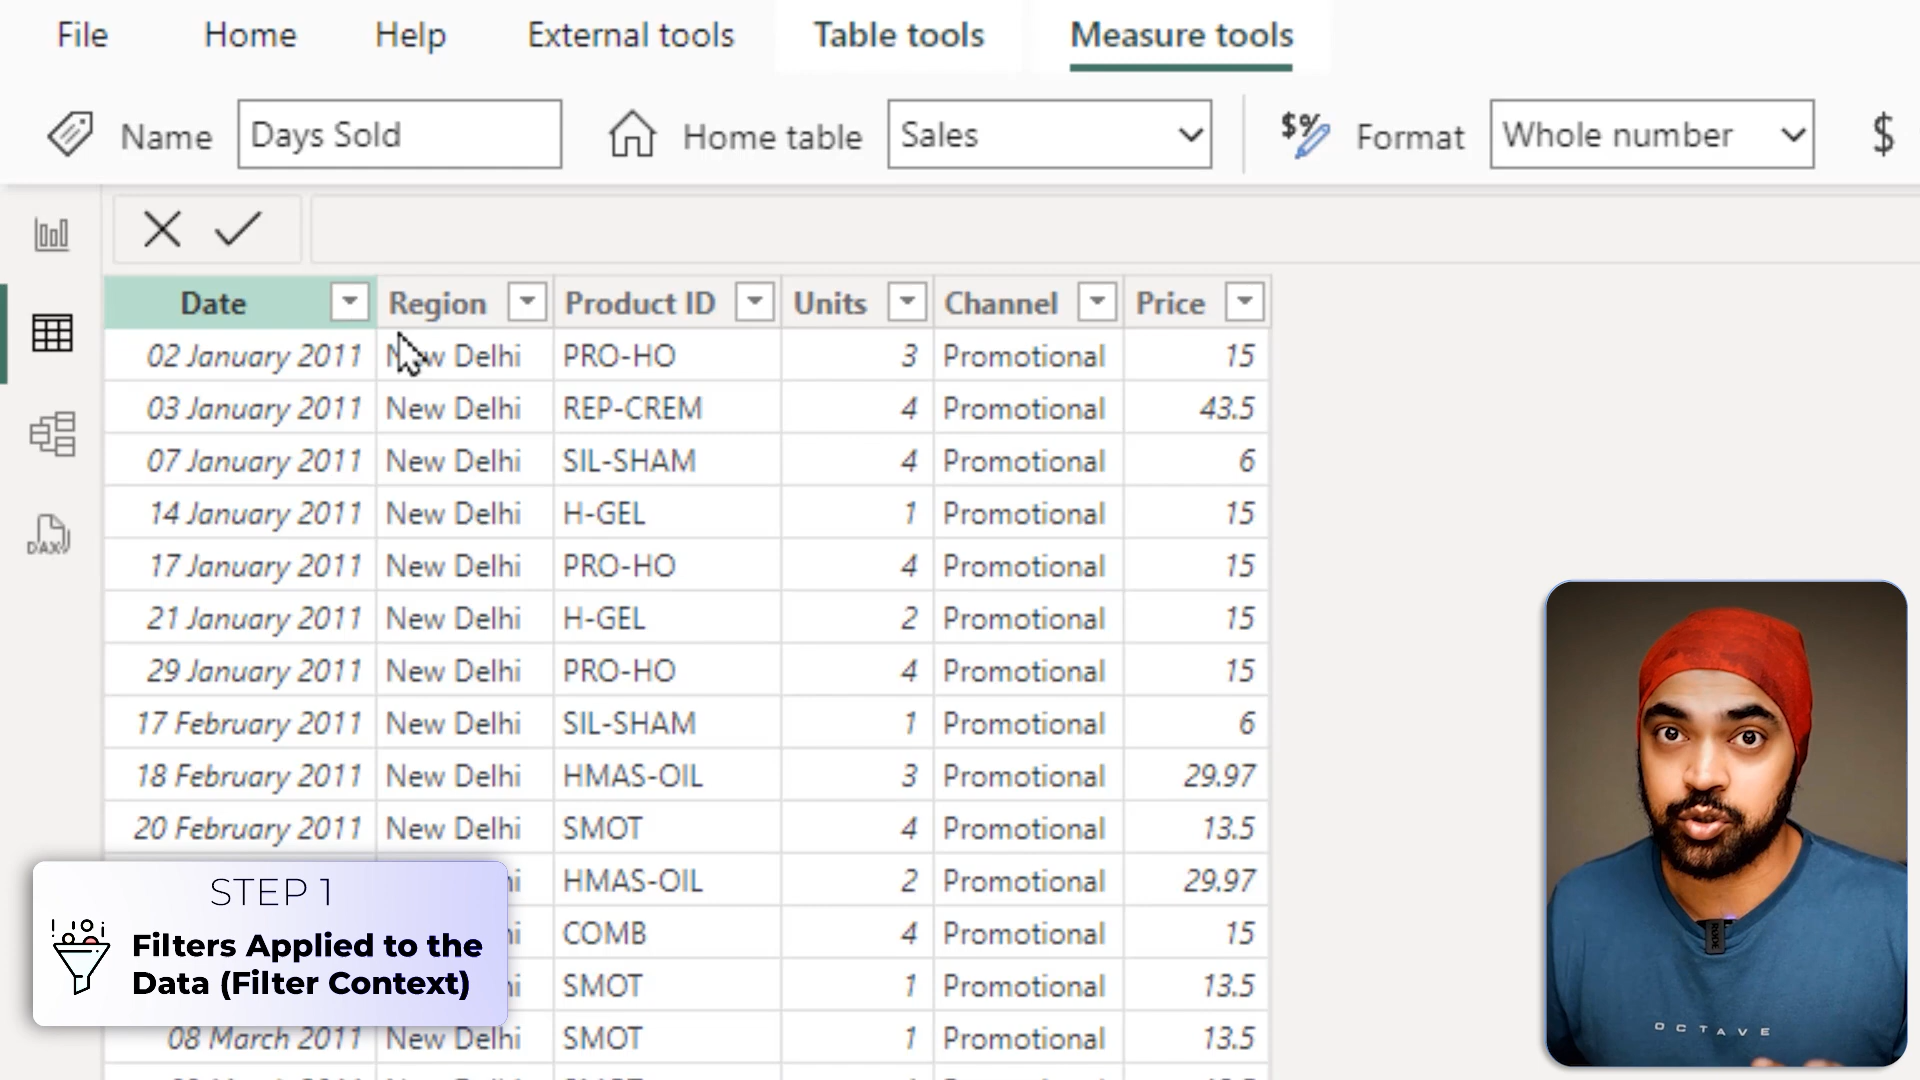 File Home Help External tools Table tools Measure tools
Name Days Sold Home table Sales $% Format Whole number $
Date Region Product ID Units Channel Price
02 January 2011 New Delhi PRO-HO 3 Promotional 15
03 January 2011 New Delhi REP-CREM 4 Promotional 43.5
07 January 2011 New Delhi SIL-SHAM 4 Promotional 6
14 January 2011 New Delhi H-GEL 1 Promotional 15
17 January 2011 New Delhi PRO-HO 4 Promotional 15
21 January 2011 New Delhi H-GEL 2 Promotional 15
29 January 2011 New Delhi PRO-HO 4 Promotional 15
17 February 2011 New Delhi SIL-SHAM 1 Promotional 6
18 February 2011 New Delhi HMAS-OIL 3 Promotional 29.97
20 February 2011 New Delhi SMOT 4 Promotional 13.5
HMAS-OIL 2 Promotional 29.97
COMB 4 Promotional 15
SMOT 1 Promotional 13.5
08 March 2011 New Delhi SMOT 1 Promotional 13.5
DAX
STEP 1
Filters Applied to the
Data (Filter Context)
RODE
OCTAVE